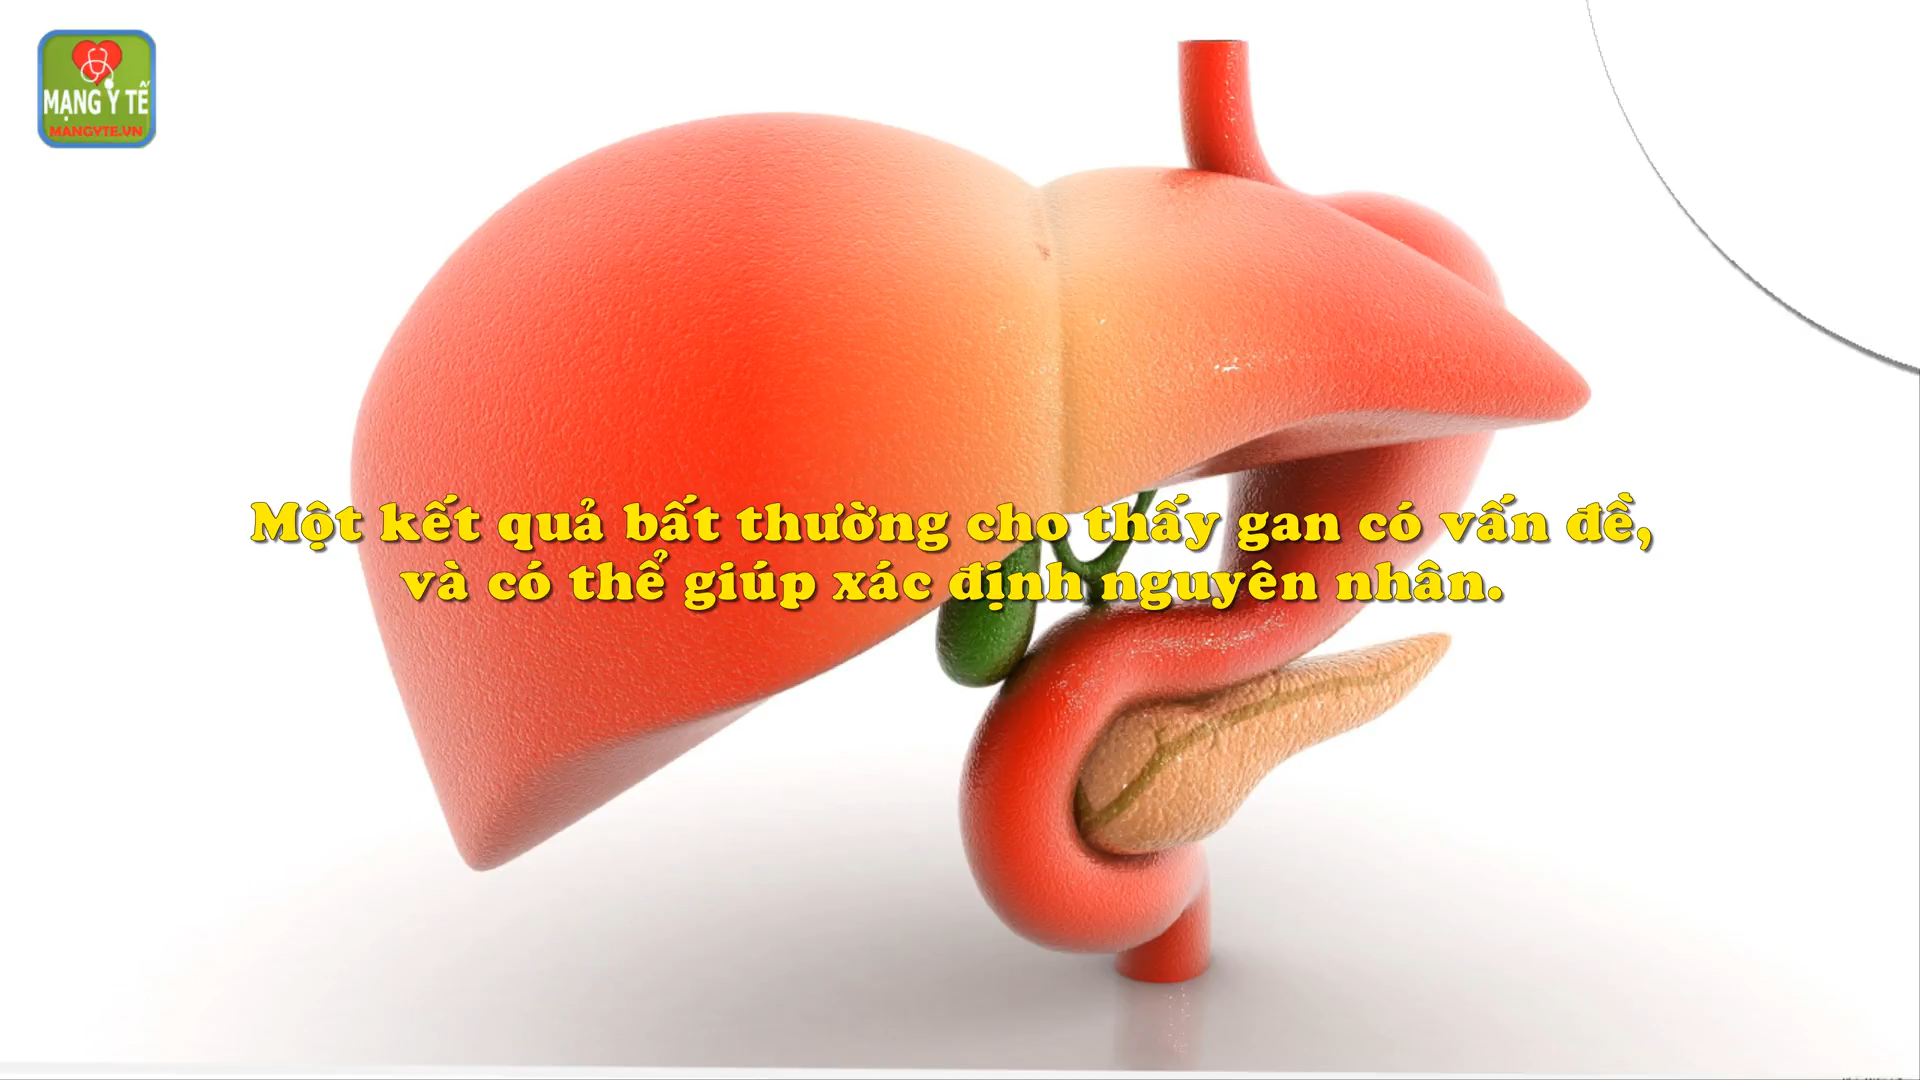 MẠNG Y TẾ
MANGYTE.VN
Một kết quả bất thường cho thấy gan có vấn đề,
và có thể giúp xác định nguyên nhân.